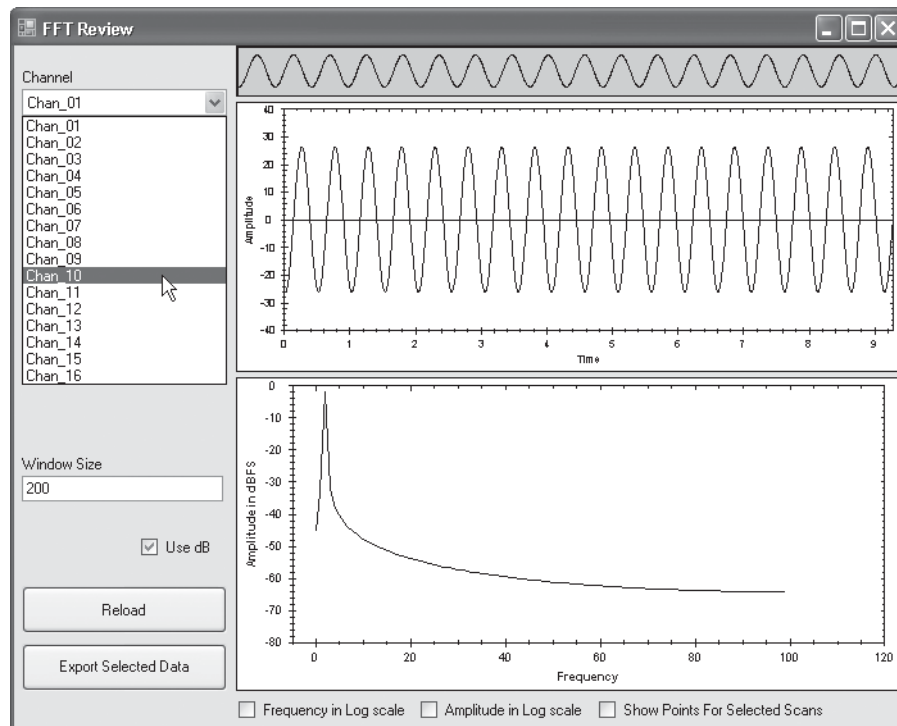 FFT Review
Channel
Chan_01
Chan_01
Chan_02
Chan_03
Chan_04
Chan_05
Chan_06
Chan_07
Chan_08
Chan_09
Chan_10
Chan_11
Chan_12
Chan_13
Chan_14
Chan_15
Chan_16
Window Size
200
Use dB
Reload
Export Selected Data
Amplitude
40
30
20
10
0
-10
-20
-30
-40
0 1 2 3 4 5 6 7 8 9
Time
Amplitude in dBFS
0
-10
-20
-30
-40
-50
-60
-70
-80
0 20 40 60 80 100 120
Frequency
Frequency in Log scale Amplitude in Log scale Show Points For Selected Scans